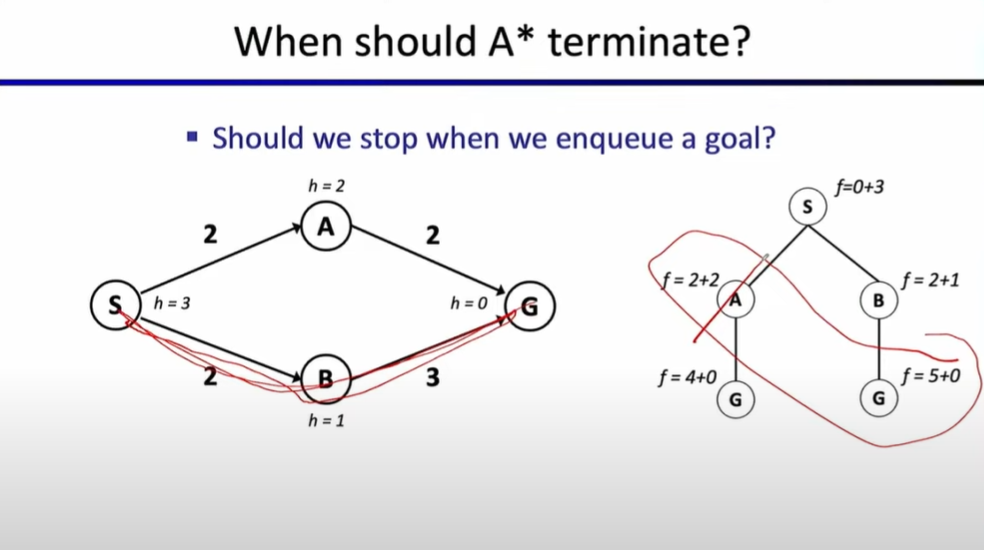 When should A* terminate?
▪ Should we stop when we enqueue a goal?
h = 2
A
2
2
S
h = 3
h = 0
G
2
B
3
h = 1
S
f=0+3
f = 2+2
A
f = 2+1
B
f = 4+0
G
f = 5+0
G